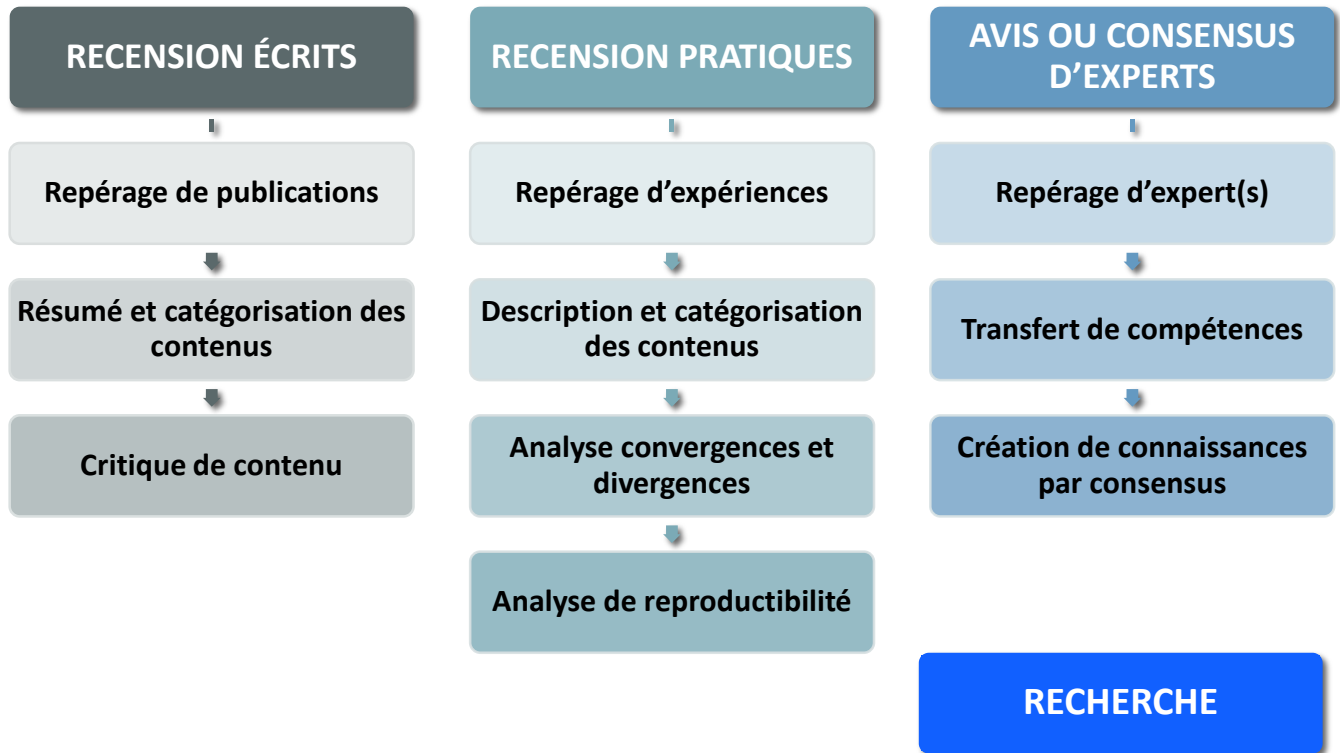 RECENSION ÉCRITS
Repérage de publications
Résumé et catégorisation des
contenus
Critique de contenu
RECENSION PRATIQUES
Repérage d’expériences
Description et catégorisation
des contenus
Analyse convergences et
divergences
Analyse de reproductibilité
AVIS OU CONSENSUS
D’EXPERTS
Repérage d’expert(s)
Transfert de compétences
Création de connaissances
par consensus
RECHERCHE